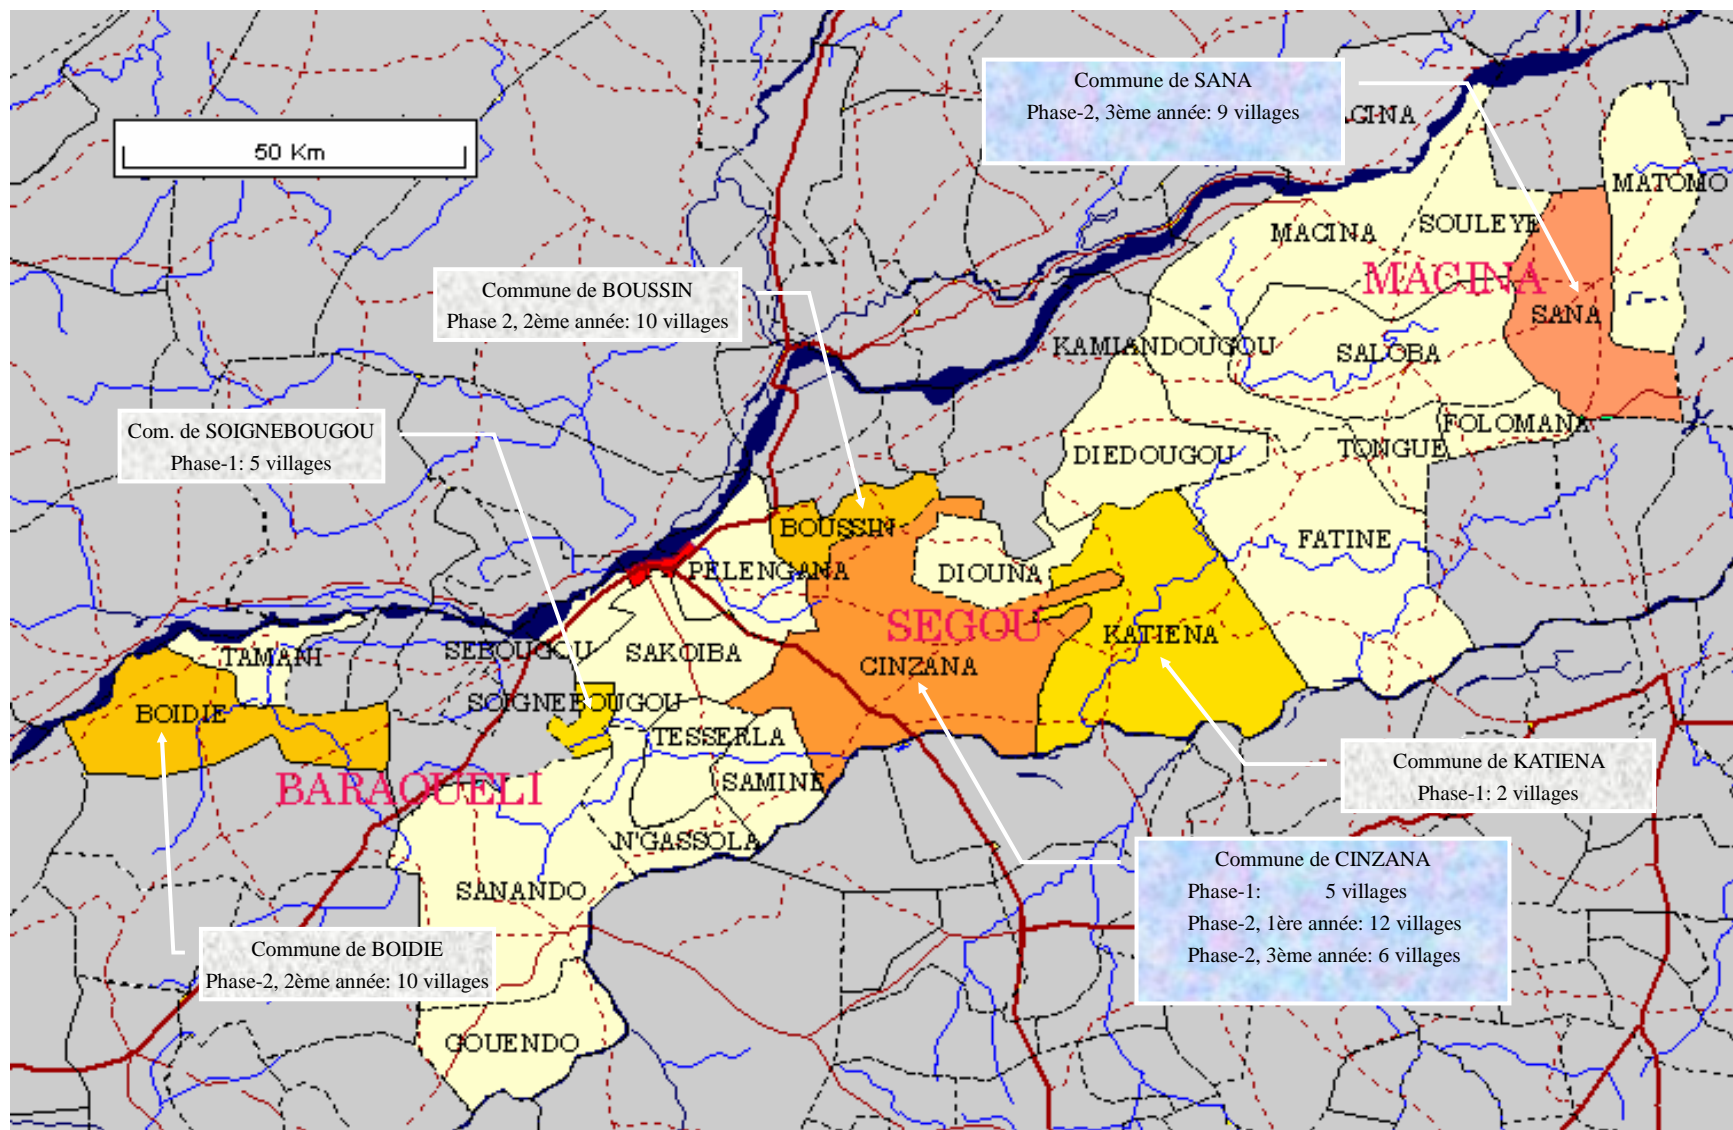 Commune de SANA
Phase-2, 3ème année: 9 villages
50 Km
MATOMO
MACINA
SOULEYE
MACINA
SANA
Commune de BOUSSIN
Phase 2, 2ème année: 10 villages
KAMIANDOUGOU
SALOBA
FOLOMANA
TONGUE
DIEDOUGOU
Com. de SOIGNEBOUGOU
Phase-1: 5 villages
BOUSSIN
FATINE
PELENGANA
DIOUNA
SEGOU
KATIENA
SEBOUGOU
SAKOIBA
TAMANI
CINZANA
SOIGNEBOUGOU
BOIDIE
TESSERLA
SAMINE
BARAOUELI
Commune de KATIENA
Phase-1: 2 villages
N'GASSOLA
Commune de CINZANA
Phase-1: 5 villages
Phase-2, 1ère année: 12 villages
Phase-2, 3ème année: 6 villages
SANANDO
Commune de BOIDIE
Phase-2, 2ème année: 10 villages
GOUENDO